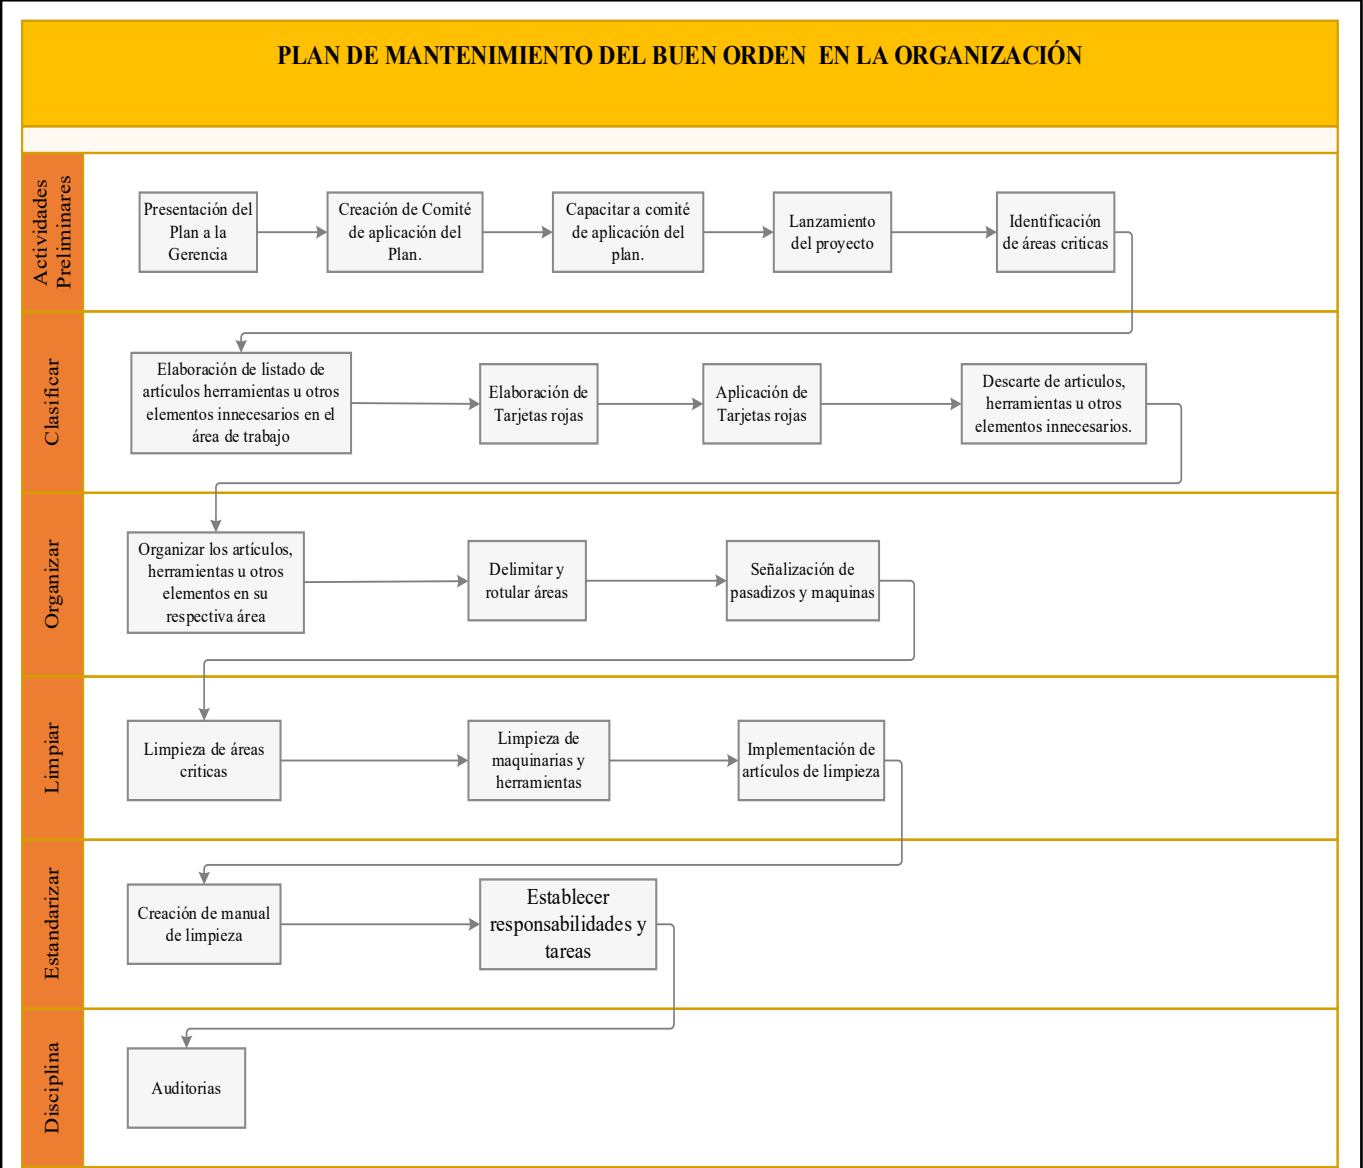 PLAN DE MANTENIMIENTO DEL BUEN ORDEN EN LA ORGANIZACIÓN
Actividades
Preliminares
Presentación del
Plan a la
Gerencia
Creación de Comité
de aplicación del
Plan.
Capacitar a comité
de aplicación del
plan.
Lanzamiento
del proyecto
Identificación
de áreas criticas
Clasificar
Elaboración de listado de
artículos herramientas u otros
elementos innecesarios en el
área de trabajo
Elaboración de
Tarjetas rojas
Aplicación de
Tarjetas rojas
Descarte de articulos,
herramientas u otros
elementos innecesarios.
Organizar
Organizar los artículos,
herramientas u otros
elementos en su
respectiva área
Delimitar y
rotular áreas
Señalización de
pasadizos y maquinas
Limpiar
Limpieza de áreas
criticas
Limpieza de
maquinarias y
herramientas
Implementación de
artículos de limpieza
Estandarizar
Creación de manual
de limpieza
Establecer
responsabilidades y
tareas
Disciplina
Auditorias